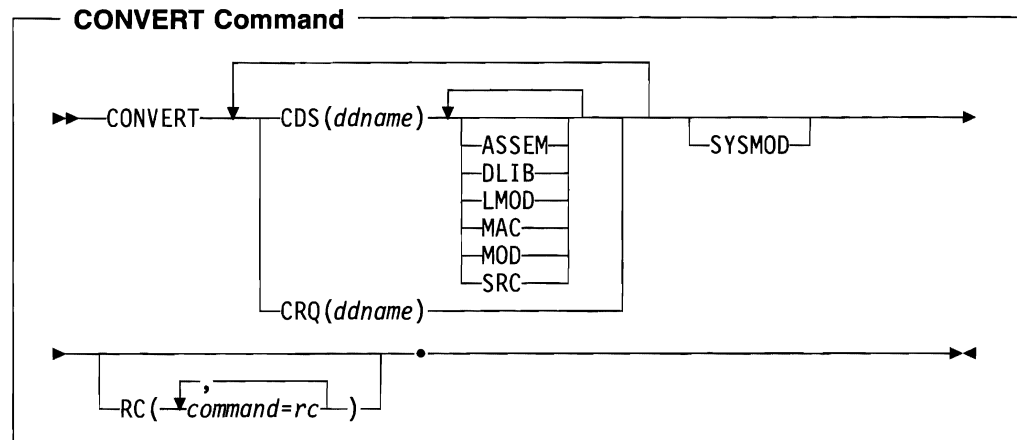 CONVERT Command
CONVERT CDS(ddname) SYSMOD
ASSEM
DLIB
LMOD
MAC
MOD
SRC
CRQ(ddname)
RC( command=rc )
,